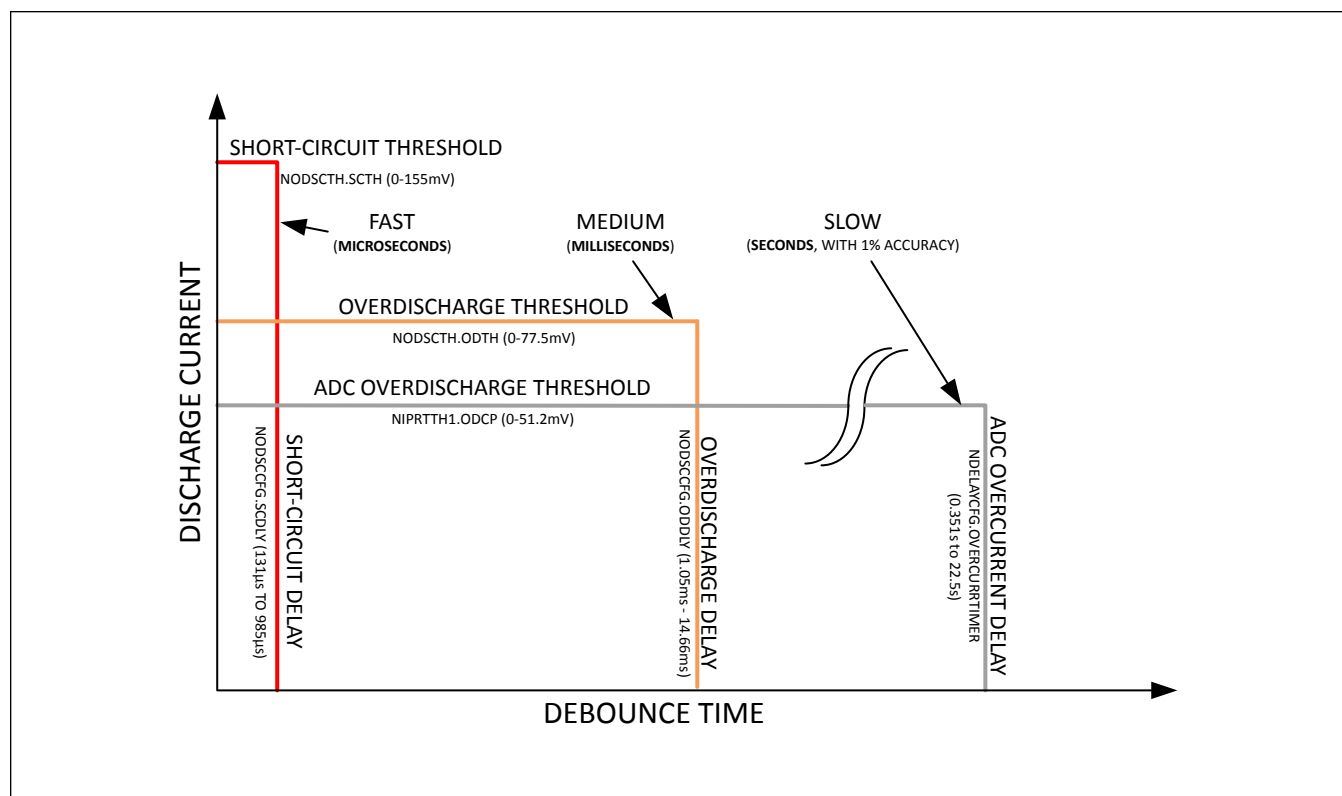 SHORT-CIRCUIT THRESHOLD
NODSCTH.SCTH (0-155mV)
FAST
(MICROSECONDS)
MEDIUM
(MILLISECONDS)
SLOW
(SECONDS, WITH 1% ACCURACY)
OVERDISCHARGE THRESHOLD
NODSCTH.ODTH (0-77.5mV)
ADC OVERDISCHARGE THRESHOLD
NIPRTTH1.ODCP (0-51.2mV)
DISCHARGE CURRENT
NODSCCFG.SCDLY (131µs TO 985µs)
SHORT-CIRCUIT DELAY
NODSCCFG.ODDLY (1.05ms - 14.66ms)
OVERDISCHARGE DELAY
ADC OVERCURRENT DELAY
NDELAYCFG.OVERCURRTIMER
(0.351s to 22.5s)
DEBOUNCE TIME